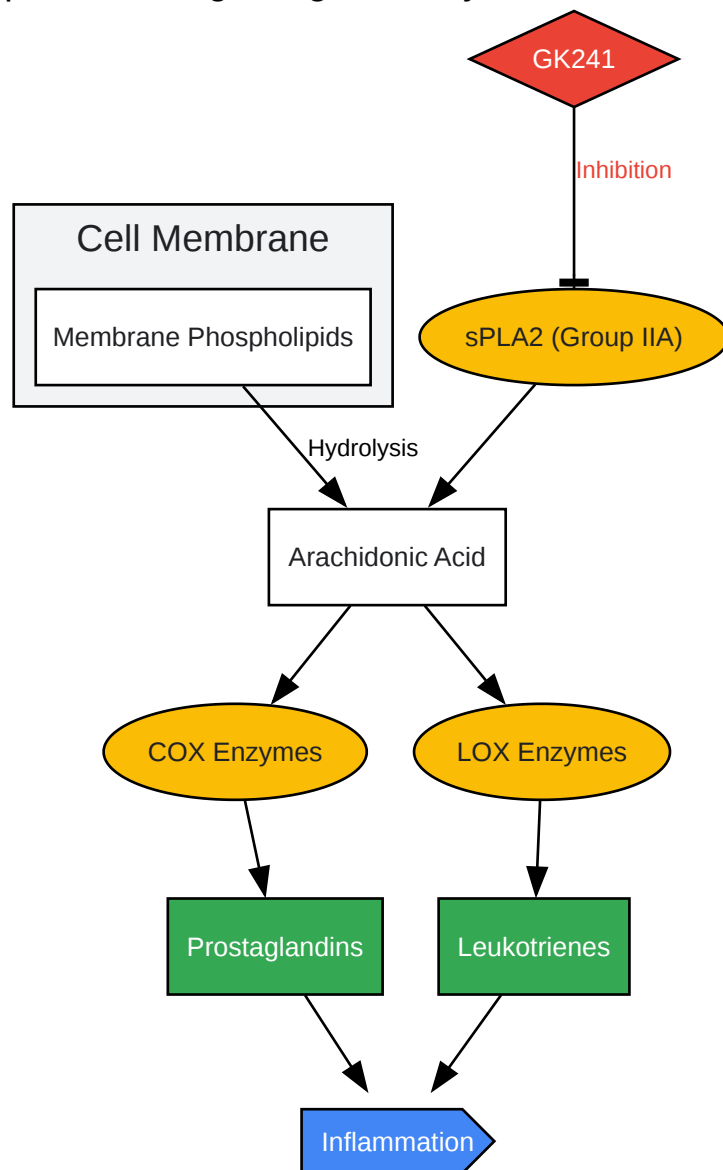 GK241
Inhibition
Cell Membrane
Membrane Phospholipids
sPLA2 (Group IIA)
Hydrolysis
Arachidonic Acid
COX Enzymes
LOX Enzymes
Prostaglandins
Leukotrienes
Inflammation